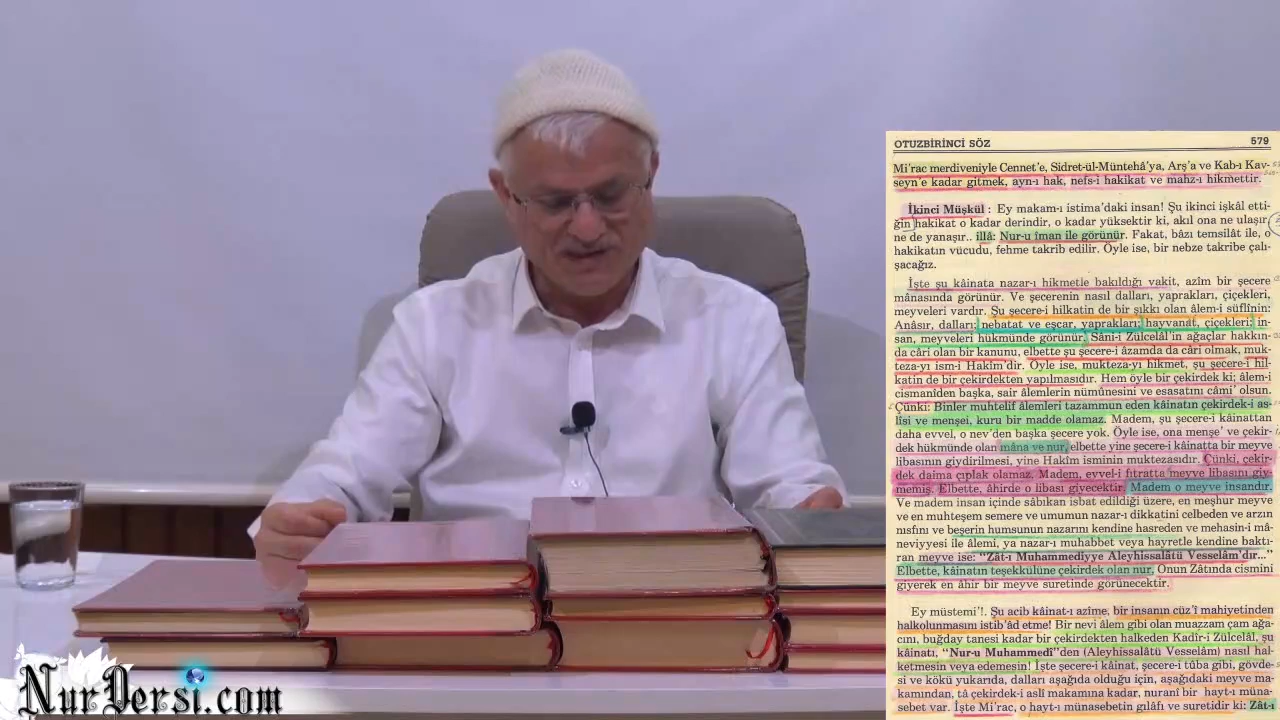 OTUZBİRİNCİ SÖZ 579
Mi'rac merdiveniyle Cennet'e, Sidret-ül-Müntehâ'ya, Arş'a ve Kab-ı Kav-
seyn'e kadar gitmek, ayn-ı hak, nefs-i hakikat ve mahz-ı hikmettir.
İkinci Müşkül : Ey makam-ı istima'daki insan! Şu ikinci işkâl etti-
ğin hakikat o kadar derindir, o kadar yüksektir ki, akıl ona ne ulaşır,
ne de yanaşır.. illâ: Nur-u îman ile görünür. Fakat, bâzı temsilât ile, o
hakikatın vücudu, fehme takrib edilir. Öyle ise, bir nebze takribe çalı-
şacağız.
İşte şu kâinata nazar-ı hikmetle bakıldığı vakit, azîm bir şecere
mânasında görünür. Ve şecerenin nasıl dalları, yaprakları, çiçekleri,
meyveleri vardır. Şu şecere-i hilkatin de bir şıkkı olan âlem-i süflînin:
Anâsır, dalları; nebatat ve eşcar, yaprakları; hayvanât, çiçekleri; in-
san, meyveleri hükmünde görünür. Sâni-i Zülcelâl'in ağaçlar hakkın-
da câri olan bir kanunu, elbette şu şecere-i âzamda da câri olmak, muk-
teza-yı ism-i Hakîm'dir. Öyle ise, mukteza-yı hikmet, şu şecere-i hil-
katin de bir çekirdekten yapılmasıdır. Hem öyle bir çekirdek ki; âlem-i
cismanîden başka, sair âlemlerin nümûnesini ve esasatını câmi' olsun.
Çünki: Binler muhtelif âlemleri tazammun eden kâinatın çekirdek-i as-
lîsi ve menşei, kuru bir madde olamaz. Madem, şu şecere-i kâinattan
daha evvel, o nev'den başka şecere yok. Öyle ise, ona menşe' ve çekir-
dek hükmünde olan mâna ve nur, elbette yine şecere-i kâinatta bir meyve
libasının giydirilmesi, yine Hakîm isminin muktezasıdır. Çünki, çekir-
dek daima çıplak olamaz. Madem, evvel-i fıtratta meyve libasını giy-
memiş. Elbette, âhirde o libası giyecektir. Madem o meyve insandır.
Ve madem insan içinde sâbıkan isbat edildiği üzere, en meşhur meyve
ve en muhteşem semere ve umumun nazar-ı dikkatini celbeden ve arzın
nısfını ve beşerin humsunun nazarını kendine hasreden ve mehasin-i mâ-
neviyyesi ile âlemi, ya nazar-ı muhabbet veya hayretle kendine baktı-
ran meyve ise: "Zât-ı Muhammediyye Aleyhissalâtü Vesselâm'dır..."
Elbette, kâinatın teşekkülüne çekirdek olan nur, Onun Zâtında cismini
giyerek en âhir bir meyve suretinde görünecektir.
Ey müstemi'!. Şu acib kâinat-ı azîme, bir insanın cüz'î mahiyetinden
halkolunmasını istib'âd etme! Bir nevi âlem gibi olan muazzam çam ağa-
cını, buğday tanesi kadar bir çekirdekten halkeden Kadîr-i Zülcelâl, şu
kâinatı, "Nur-u Muhammedî"den (Aleyhissalâtü Vesselâm) nasıl hal-
ketmesin veya edemesin! İşte şecere-i kâinat, şecere-i tûba gibi, gövde-
si ve kökü yukarıda, dalları aşağıda olduğu için, aşağıdaki meyve ma-
kamından, tâ çekirdek-i aslî makamına kadar, nuranî bir hayt-ı müna-
sebet var. İşte Mi'rac, o hayt-ı münasebetin gılâfı ve suretidir ki: Zât-ı
NurDersi.com